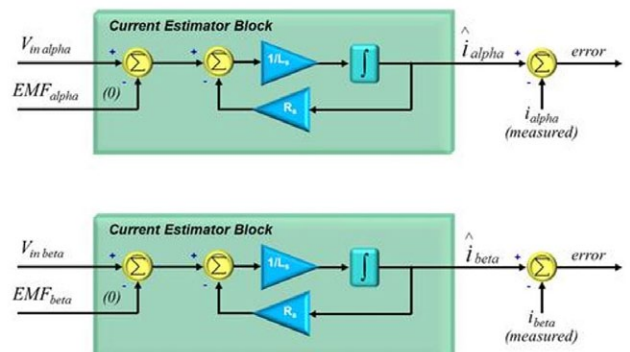 Current Estimator Block
V in alpha
+
Σ
-
+
Σ
-
1/Ls
∫
^
i alpha
+
Σ
-
error
EMF alpha
(0)
Rs
i alpha
(measured)
Current Estimator Block
V in beta
+
Σ
-
+
Σ
-
1/Ls
∫
^
i beta
+
Σ
-
error
EMF beta
(0)
Rs
i beta
(measured)